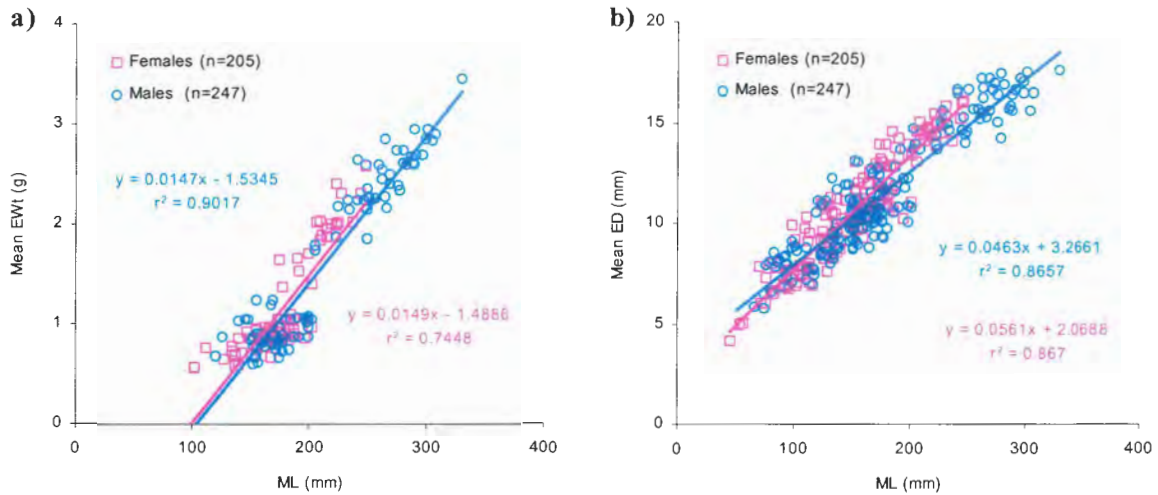 a)
4
3
2
1
0
Mean EWt (g)
Females (n=205)
Males (n=247)
y = 0.0147x - 1.5345
r² = 0.9017
y = 0.0149x - 1.4886
r² = 0.7448
0 100 200 300 400
ML (mm)
b)
20
15
10
5
0
Mean ED (mm)
Females (n=205)
Males (n=247)
y = 0.0463x + 3.2661
r² = 0.8657
y = 0.0561x + 2.0688
r² = 0.867
0 100 200 300 400
ML (mm)